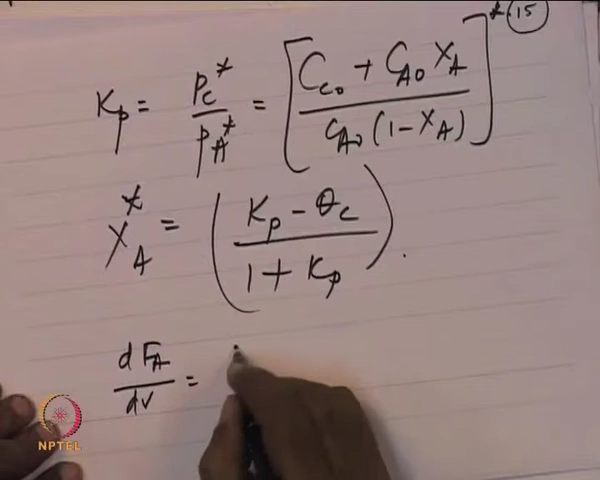 * 15
Kp = pC* / pA* = [ (Cc0 + CA0 XA) / (CA0 (1 - XA)) ]*
XA* = ( (Kp - θc) / (1 + Kp) ).
dFA / dV =
NPTEL